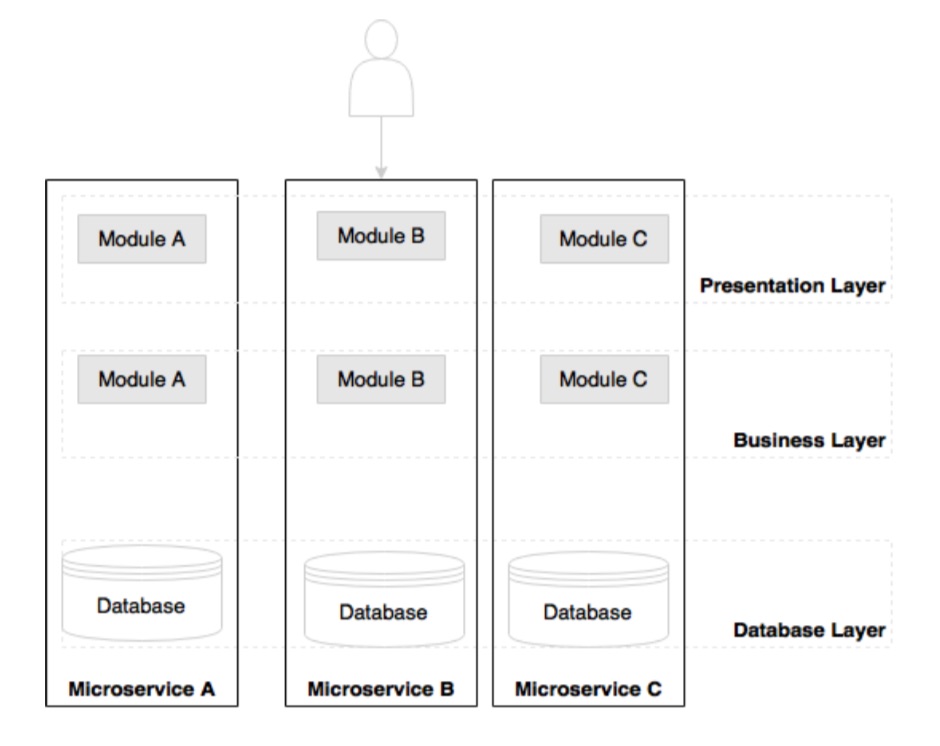 Module A
Module B
Module C
Presentation Layer
Module A
Module B
Module C
Business Layer
Database
Database
Database
Database Layer
Microservice A
Microservice B
Microservice C